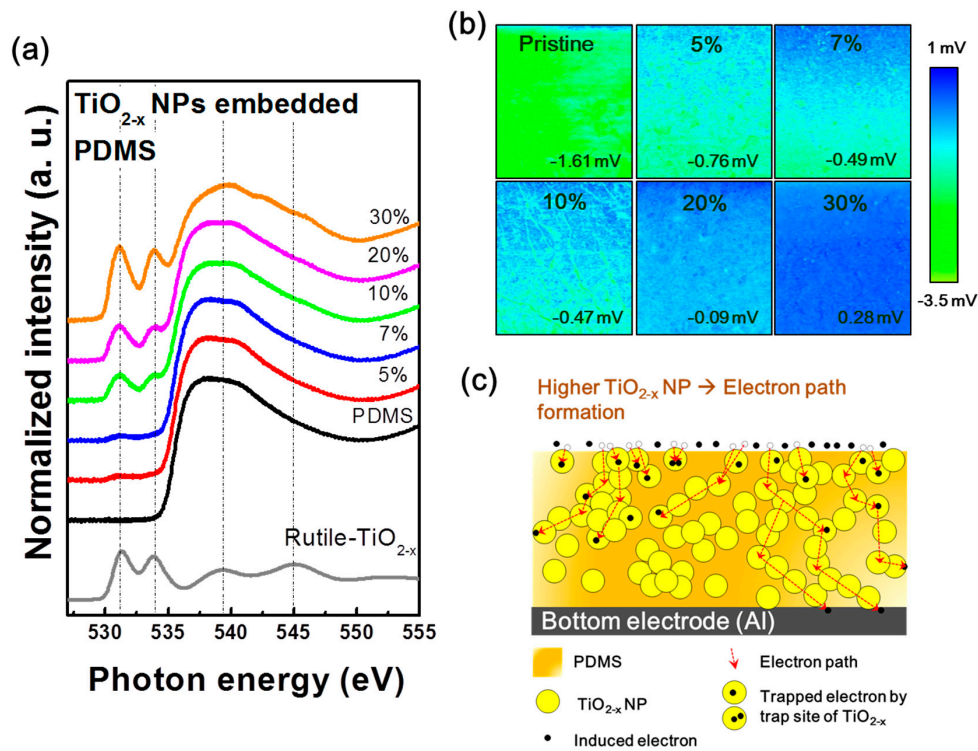 (a)
TiO2-x NPs embedded
PDMS
30%
20%
10%
7%
5%
PDMS
Rutile-TiO2-x
Normalized intensity (a. u.)
530 535 540 545 550 555
Photon energy (eV)
(b)
Pristine
-1.61 mV
5%
-0.76 mV
7%
-0.49 mV
10%
-0.47 mV
20%
-0.09 mV
30%
0.28 mV
1 mV
-3.5 mV
(c)
Higher TiO2-x NP → Electron path
formation
Bottom electrode (Al)
PDMS
TiO2-x NP
Induced electron
Electron path
Trapped electron by
trap site of TiO2-x